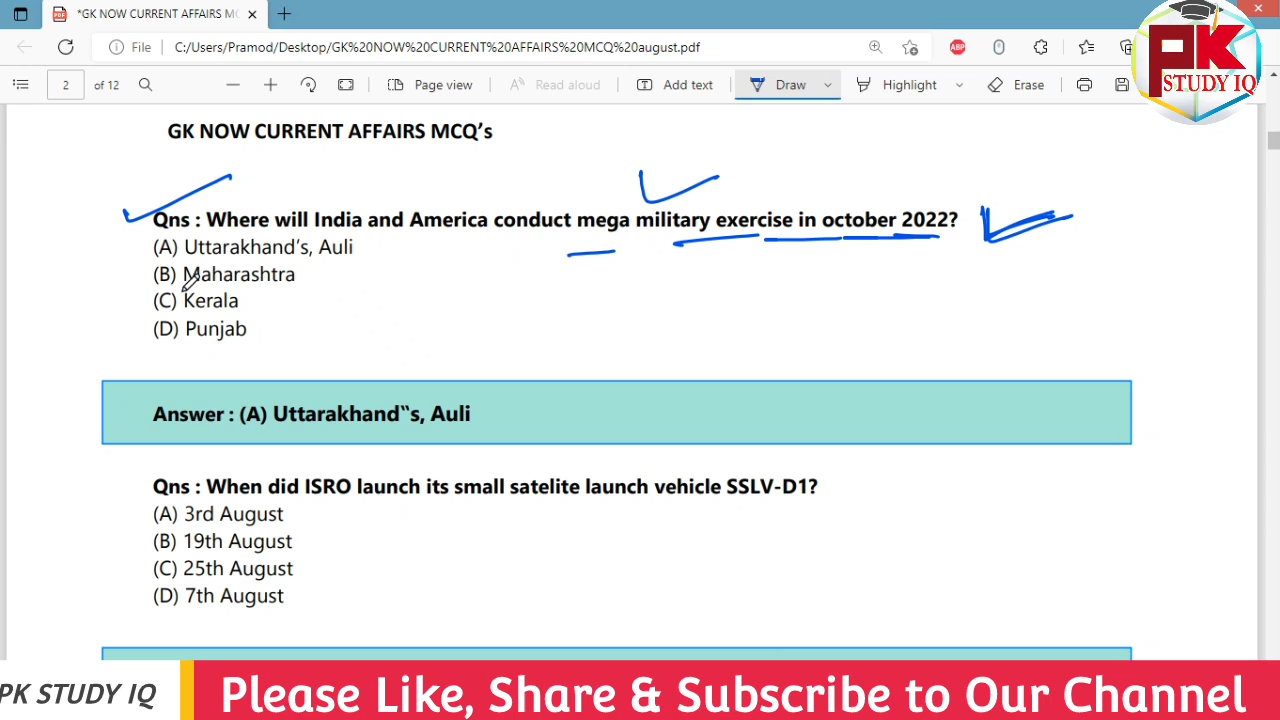 *GK NOW CURRENT AFFAIRS MC
File C:/Users/Pramod/Desktop/GK%20NOW%20CURRENT%20AFFAIRS%20MCQ%20august.pdf
ABP
PK
STUDY IQ
2 of 12 Page view Read aloud Add text Draw Highlight Erase
GK NOW CURRENT AFFAIRS MCQ's
Qns : Where will India and America conduct mega military exercise in october 2022?
(A) Uttarakhand's, Auli
(B) Maharashtra
(C) Kerala
(D) Punjab
Answer : (A) Uttarakhand‟s, Auli
Qns : When did ISRO launch its small satelite launch vehicle SSLV-D1?
(A) 3rd August
(B) 19th August
(C) 25th August
(D) 7th August
PK STUDY IQ Please Like, Share & Subscribe to Our Channel